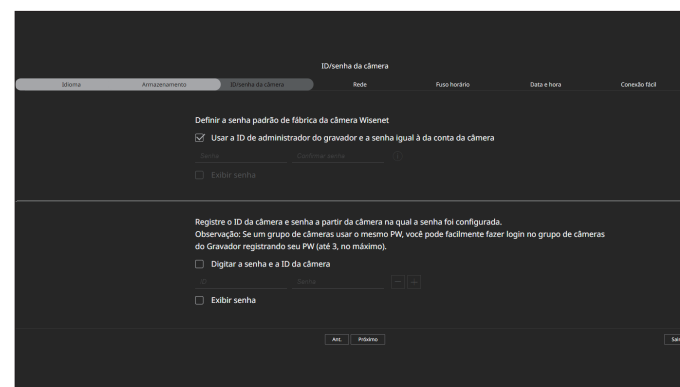 ID/senha da câmera
Idioma Armazenamento ID/senha da câmera Rede Fuso horário Data e hora Conexão fácil
Definir a senha padrão de fábrica da câmera Wisenet
Usar a ID de administrador do gravador e a senha igual à da conta da câmera
Senha Confirmar senha
Exibir senha
Registre o ID da câmera e senha a partir da câmera na qual a senha foi configurada.
Observação: Se um grupo de câmeras usar o mesmo PW, você pode facilmente fazer login no grupo de câmeras
do Gravador registrando seu PW (até 3, no máximo).
Digitar a senha e a ID da câmera
ID Senha
Exibir senha
Ant. Próximo